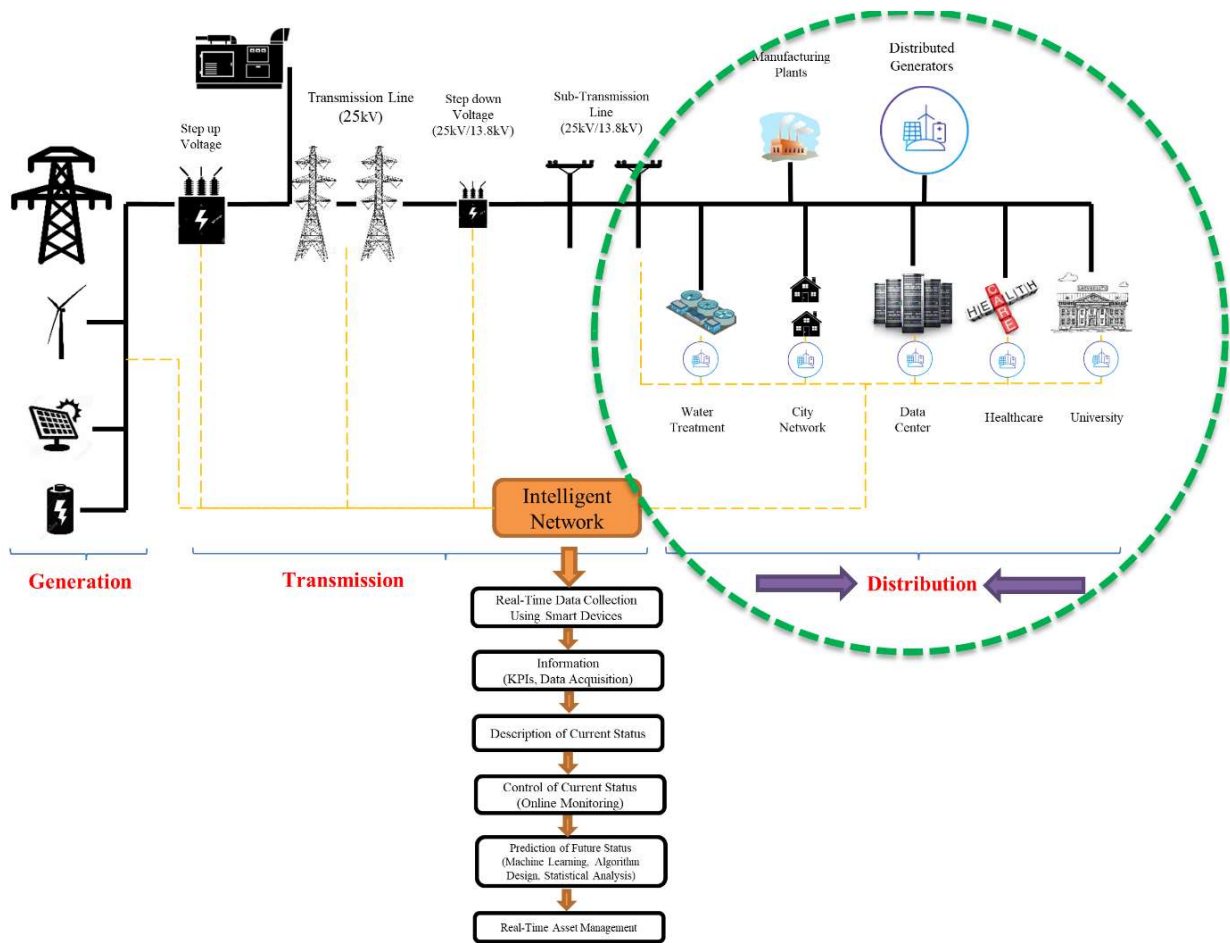 Manufacturing
Plants
Distributed
Generators
Transmission Line
(25kV)
Step down
Voltage
(25kV/13.8kV)
Sub-Transmission
Line
(25kV/13.8kV)
Step up
Voltage
HEALTH
CARE
UNIVERSITY
Water
Treatment
City
Network
Data
Center
Healthcare
University
Intelligent
Network
Generation
Transmission
Distribution
Real-Time Data Collection
Using Smart Devices
Information
(KPIs, Data Acquisition)
Description of Current Status
Control of Current Status
(Online Monitoring)
Prediction of Future Status
(Machine Learning, Algorithm
Design, Statistical Analysis)
Real-Time Asset Management